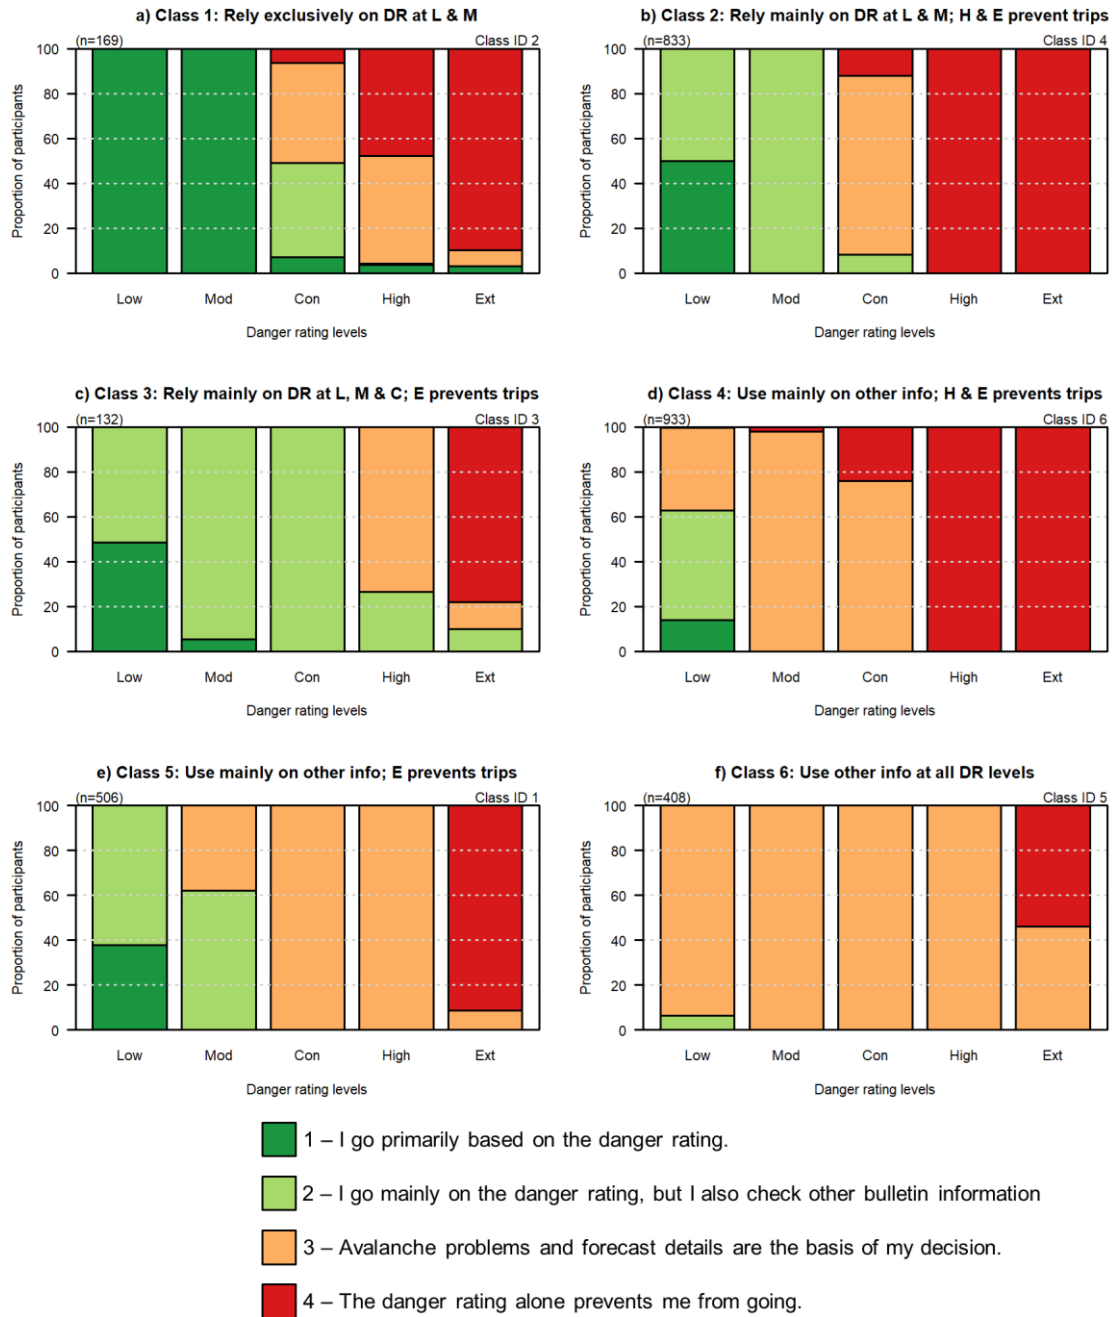 a) Class 1: Rely exclusively on DR at L & M
(n=169) Class ID 2
100
80
60
40
20
0
Proportion of participants
Low Mod Con High Ext
Danger rating levels
b) Class 2: Rely mainly on DR at L & M; H & E prevent trips
(n=833) Class ID 4
100
80
60
40
20
0
Proportion of participants
Low Mod Con High Ext
Danger rating levels
c) Class 3: Rely mainly on DR at L, M & C; E prevents trips
(n=132) Class ID 3
100
80
60
40
20
0
Proportion of participants
Low Mod Con High Ext
Danger rating levels
d) Class 4: Use mainly on other info; H & E prevents trips
(n=933) Class ID 6
100
80
60
40
20
0
Proportion of participants
Low Mod Con High Ext
Danger rating levels
e) Class 5: Use mainly on other info; E prevents trips
(n=506) Class ID 1
100
80
60
40
20
0
Proportion of participants
Low Mod Con High Ext
Danger rating levels
f) Class 6: Use other info at all DR levels
(n=408) Class ID 5
100
80
60
40
20
0
Proportion of participants
Low Mod Con High Ext
Danger rating levels
1 – I go primarily based on the danger rating.
2 – I go mainly on the danger rating, but I also check other bulletin information
3 – Avalanche problems and forecast details are the basis of my decision.
4 – The danger rating alone prevents me from going.